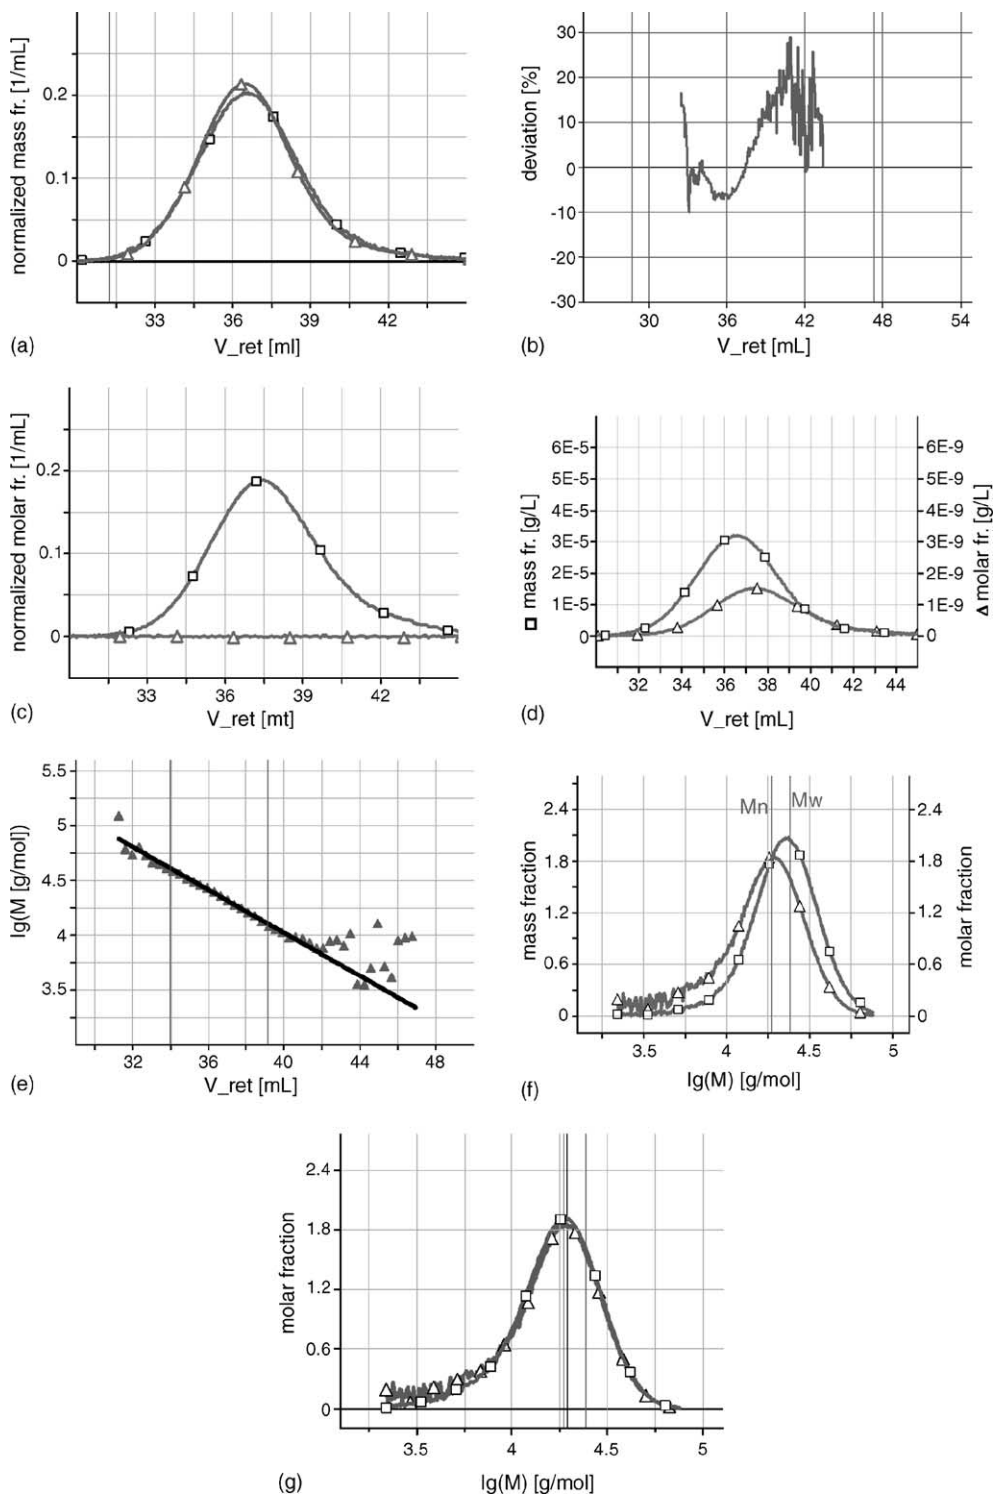 normalized mass fr. [1/mL]
0.2
0.1
0
33 36 39 42
V_ret [ml]
(a)
deviation [%]
30
20
10
0
-10
-20
-30
30 36 42 48 54
V_ret [mL]
(b)
normalized molar fr. [1/mL]
0.2
0.1
0
33 36 39 42
V_ret [mt]
(c)
mass fr. [g/L]
6E-5
5E-5
4E-5
3E-5
2E-5
1E-5
0
6E-9
5E-9
4E-9
3E-9
2E-9
1E-9
0
molar fr. [g/L]
32 34 36 38 40 42 44
V_ret [mL]
(d)
lg(M [g/mol])
5.5
5
4.5
4
3.5
32 36 40 44 48
V_ret [mL]
(e)
mass fraction
2.4
1.8
1.2
0.6
0
Mn Mw
2.4
1.8
1.2
0.6
0
molar fraction
3.5 4 4.5 5
lg(M) [g/mol]
(f)
molar fraction
2.4
1.8
1.2
0.6
0
3.5 4 4.5 5
lg(M) [g/mol]
(g)